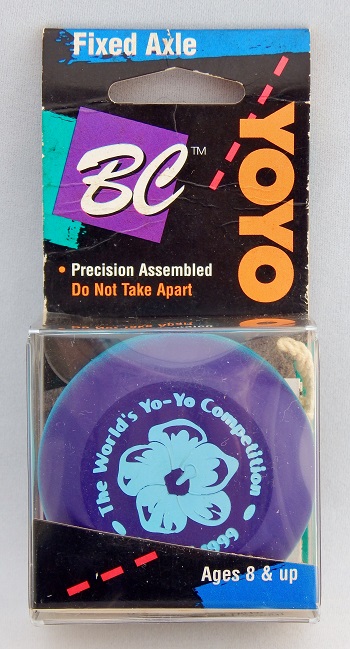 Fixed Axle
BC™
YOYO
• Precision Assembled
Do Not Take Apart
• The World's Yo-Yo Competition •
Ages 8 & up